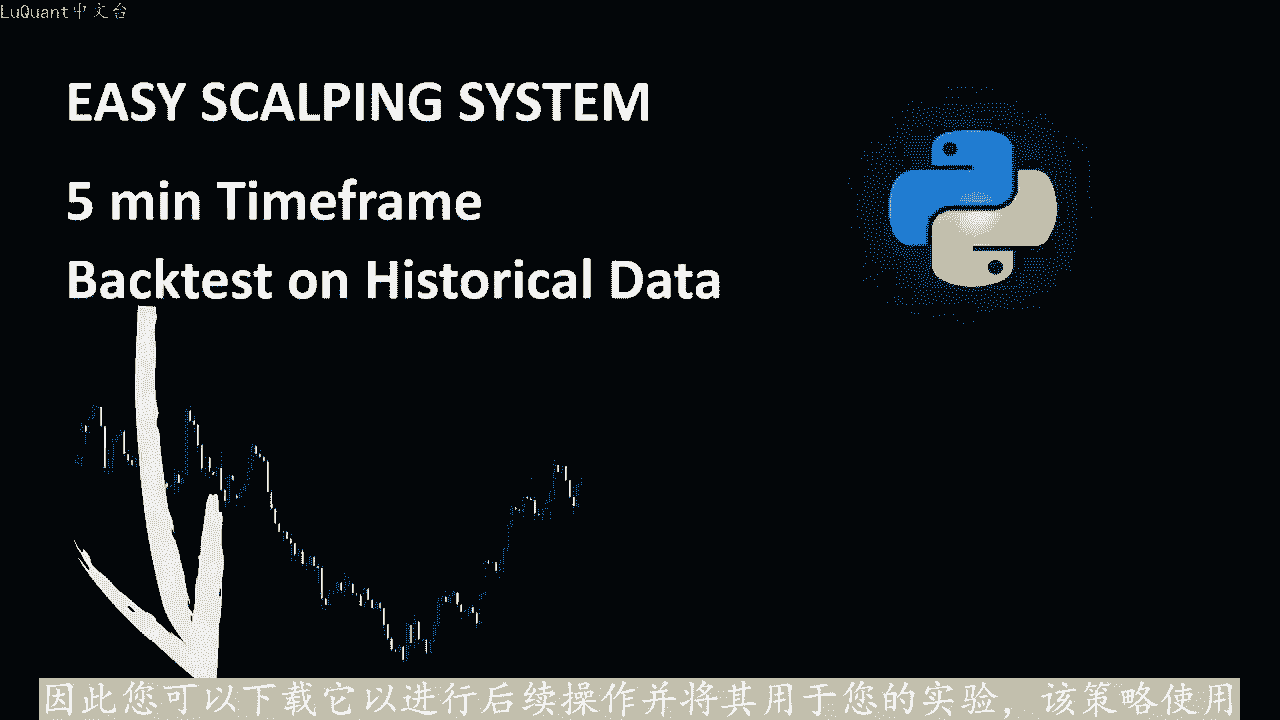 LuQuant中文台
EASY SCALPING SYSTEM
5 min Timeframe
Backtest on Historical Data
因此您可以下载它以进行后续操作并将其用于您的实验，该策略使用